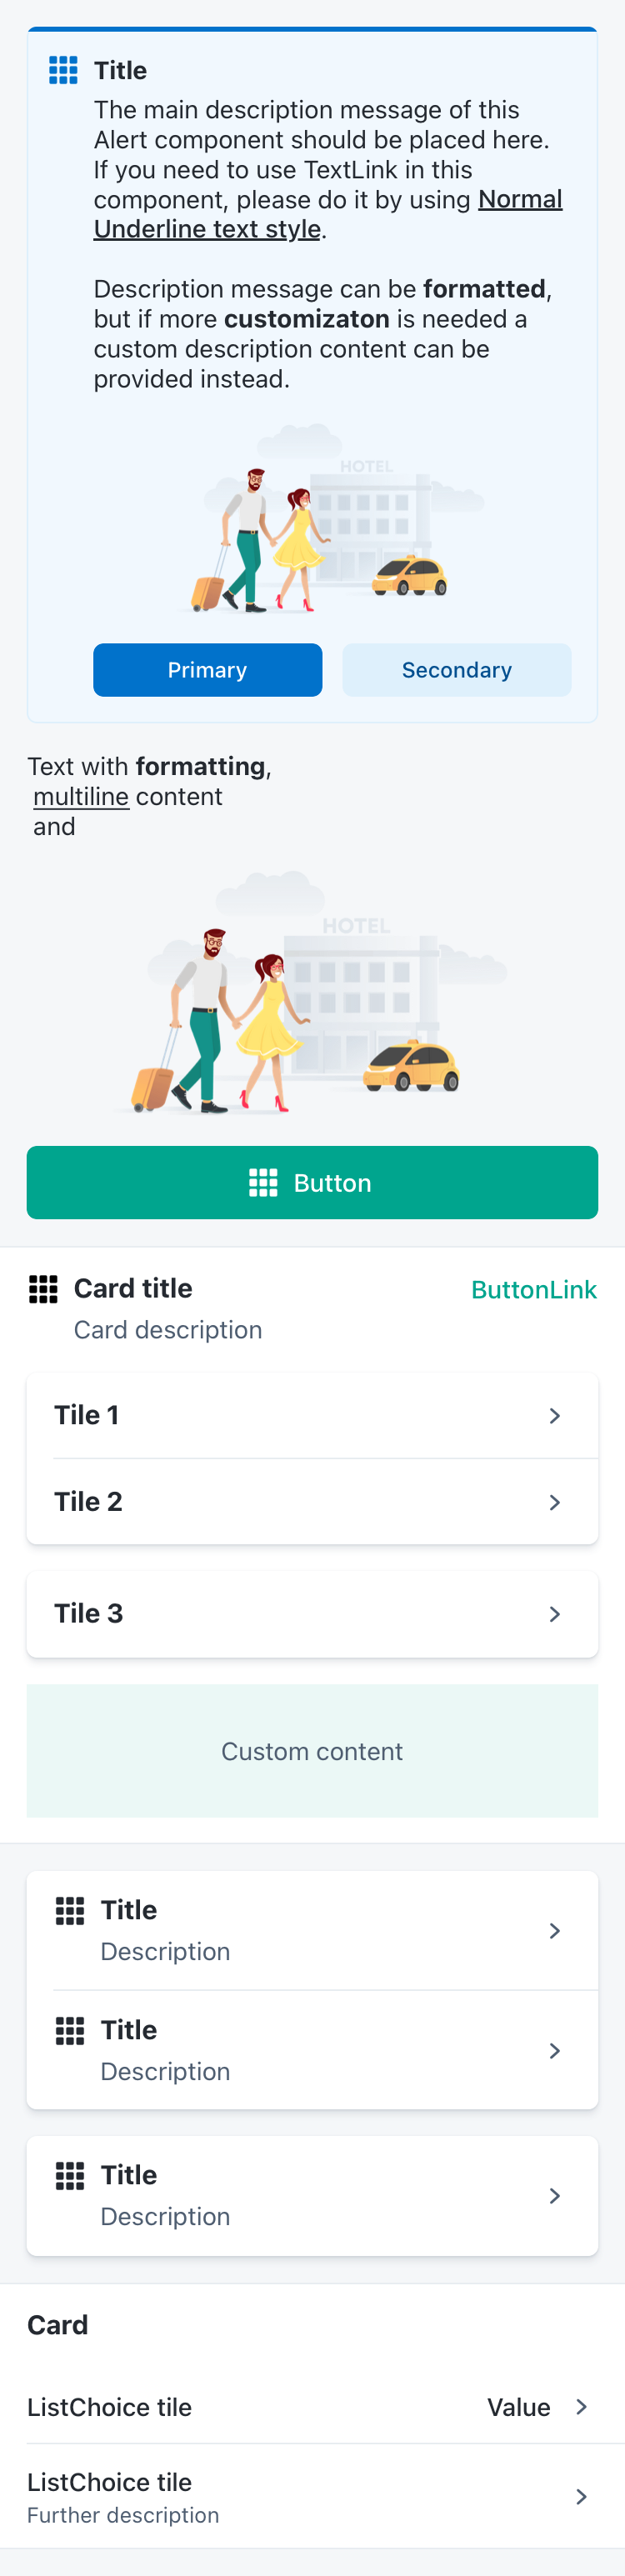 Title
The main description message of this
Alert component should be placed here.
If you need to use TextLink in this
component, please do it by using Normal
Underline text style.
Description message can be formatted,
but if more customizaton is needed a
custom description content can be
provided instead.
HOTEL
Primary
Secondary
Text with formatting,
multiline content
and
HOTEL
Button
Card title
ButtonLink
Card description
Tile 1
Tile 2
Tile 3
Custom content
Title
Description
Title
Description
Title
Description
Card
ListChoice tile
Value
ListChoice tile
Further description